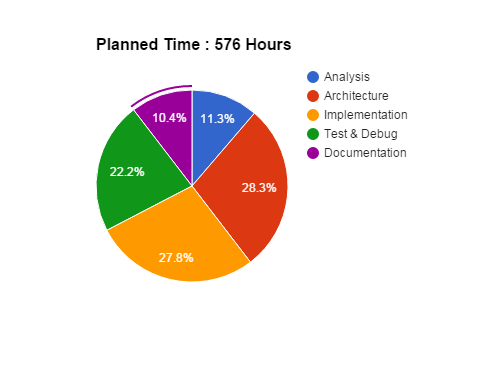 Planned Time : 576 Hours
Analysis
Architecture
Implementation
Test & Debug
Documentation
10.4%
11.3%
22.2%
28.3%
27.8%